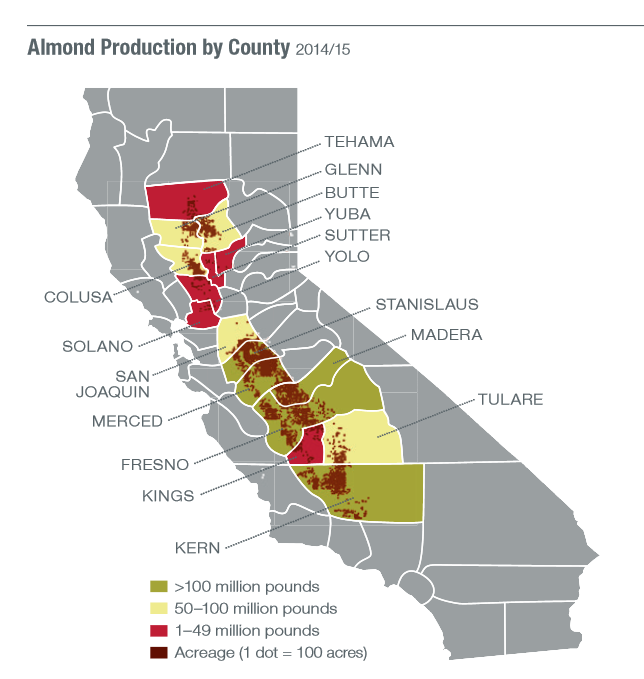 Almond Production by County 2014/15
TEHAMA
GLENN
BUTTE
YUBA
SUTTER
YOLO
COLUSA
STANISLAUS
MADERA
SOLANO
SAN
JOAQUIN
TULARE
MERCED
FRESNO
KINGS
KERN
>100 million pounds
50–100 million pounds
1–49 million pounds
Acreage (1 dot = 100 acres)